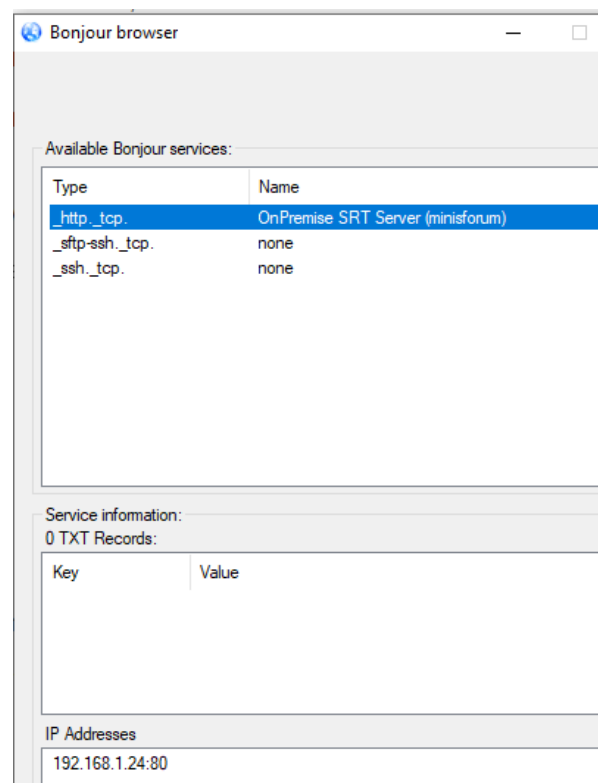 Bonjour browser
Available Bonjour services:
Type Name
_http._tcp. OnPremise SRT Server (minisforum)
_sftp-ssh._tcp. none
_ssh._tcp. none
Service information:
0 TXT Records:
Key Value
IP Addresses
192.168.1.24:80